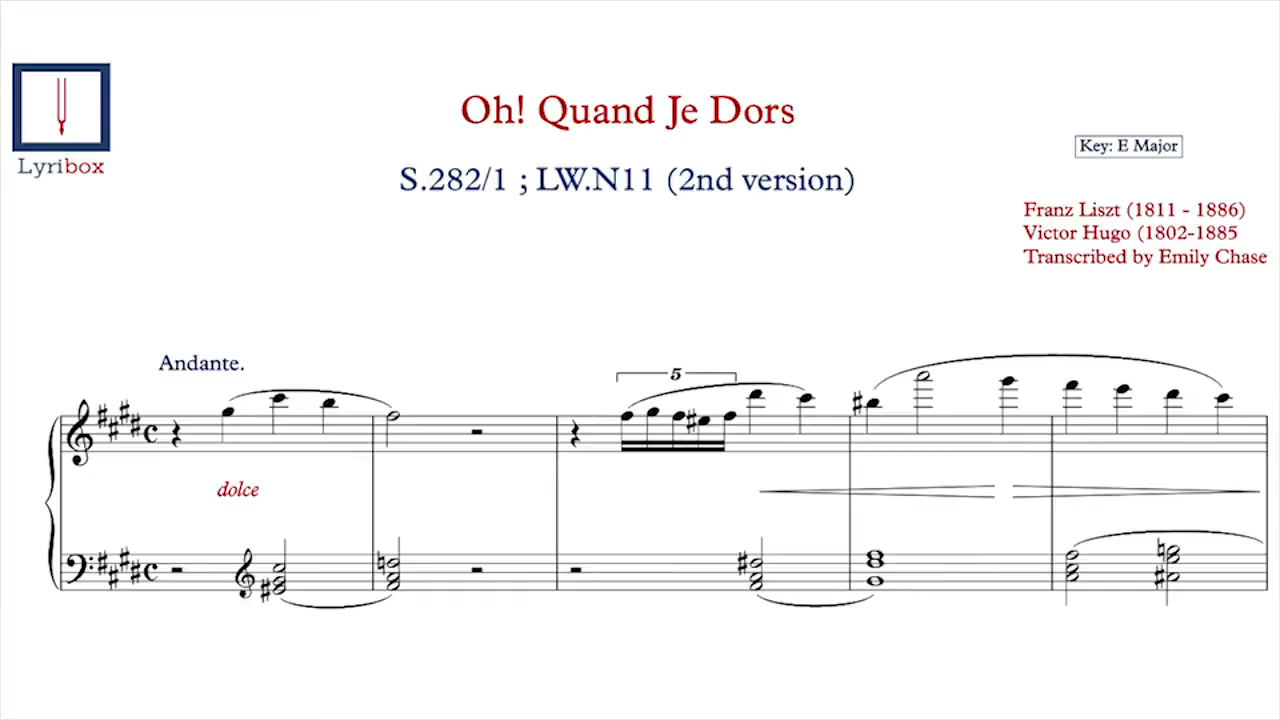 Lyribox
Oh! Quand Je Dors
S.282/1 ; LW.N11 (2nd version)
Key: E Major
Franz Liszt (1811 - 1886)
Victor Hugo (1802-1885
Transcribed by Emily Chase
Andante.
5
dolce